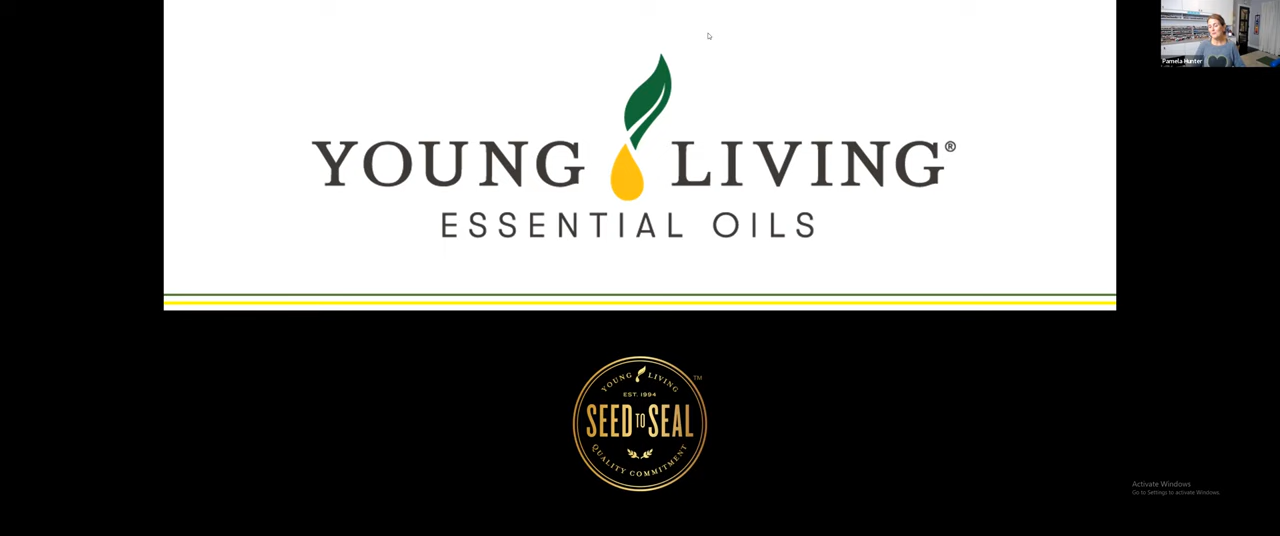 YOUNG LIVING®
ESSENTIAL OILS
Pamela Hunter
YOUNG LIVING
TM
EST. 1994
SEED TO SEAL
QUALITY COMMITMENT
Activate Windows
Go to Settings to activate Windows.